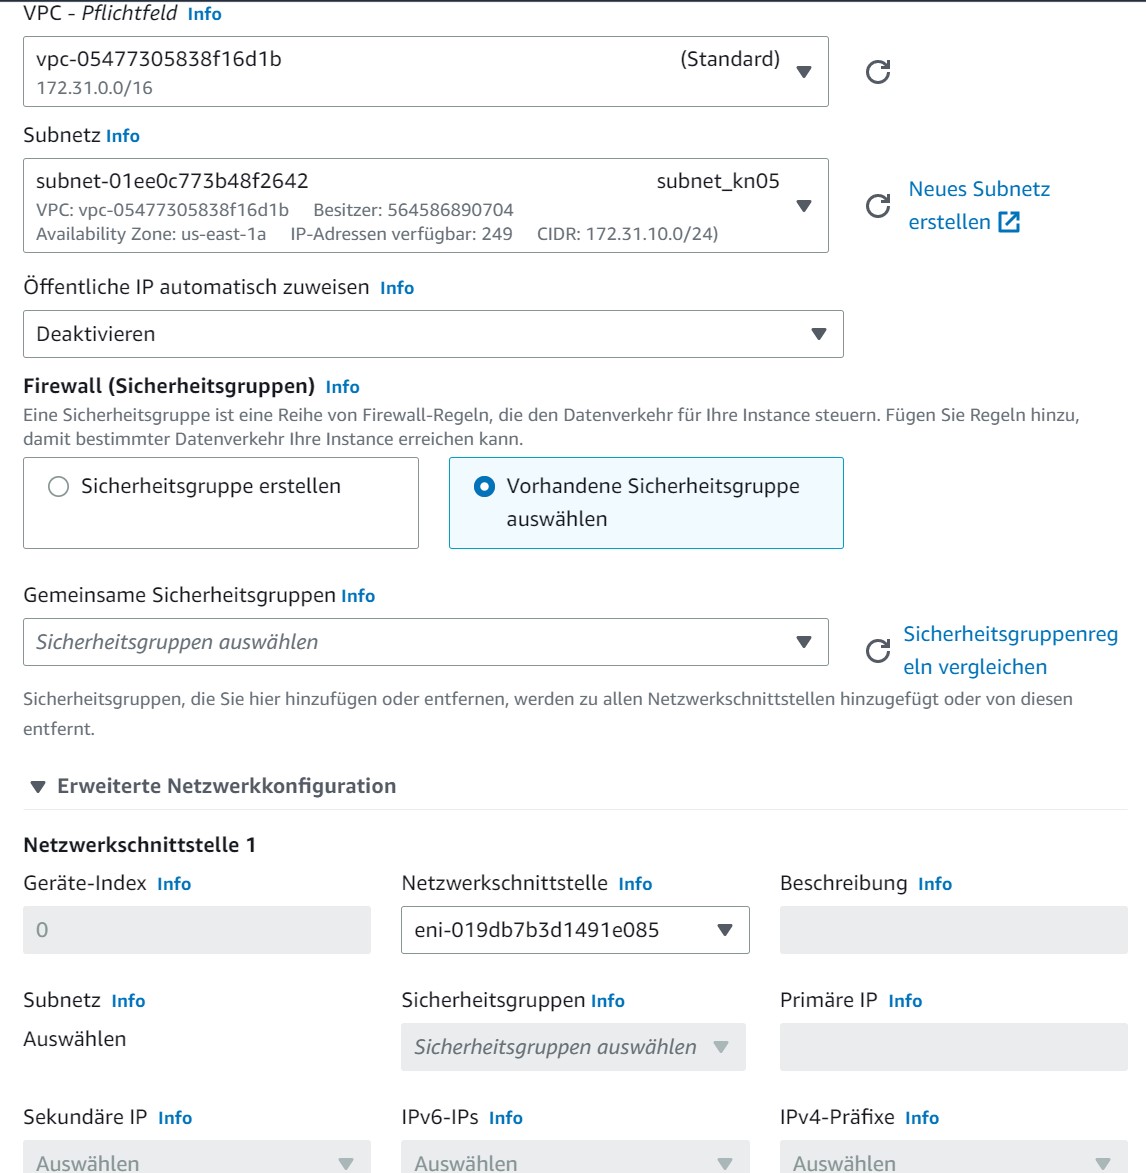 VPC - Pflichtfeld Info
vpc-05477305838f16d1b (Standard)
172.31.0.0/16
Subnetz Info
subnet-01ee0c773b48f2642 subnet_kn05
VPC: vpc-05477305838f16d1b Besitzer: 564586890704
Availability Zone: us-east-1a IP-Adressen verfügbar: 249 CIDR: 172.31.10.0/24)
Neues Subnetz
erstellen
Öffentliche IP automatisch zuweisen Info
Deaktivieren
Firewall (Sicherheitsgruppen) Info
Eine Sicherheitsgruppe ist eine Reihe von Firewall-Regeln, die den Datenverkehr für Ihre Instance steuern. Fügen Sie Regeln hinzu,
damit bestimmter Datenverkehr Ihre Instance erreichen kann.
Sicherheitsgruppe erstellen
Vorhandene Sicherheitsgruppe
auswählen
Gemeinsame Sicherheitsgruppen Info
Sicherheitsgruppen auswählen
Sicherheitsgruppenreg
eln vergleichen
Sicherheitsgruppen, die Sie hier hinzufügen oder entfernen, werden zu allen Netzwerkschnittstellen hinzugefügt oder von diesen
entfernt.
Erweiterte Netzwerkkonfiguration
Netzwerkschnittstelle 1
Geräte-Index Info Netzwerkschnittstelle Info Beschreibung Info
0 eni-019db7b3d1491e085
Subnetz Info Sicherheitsgruppen Info Primäre IP Info
Auswählen Sicherheitsgruppen auswählen
Sekundäre IP Info IPv6-IPs Info IPv4-Präfixe Info
Auswählen Auswählen Auswählen